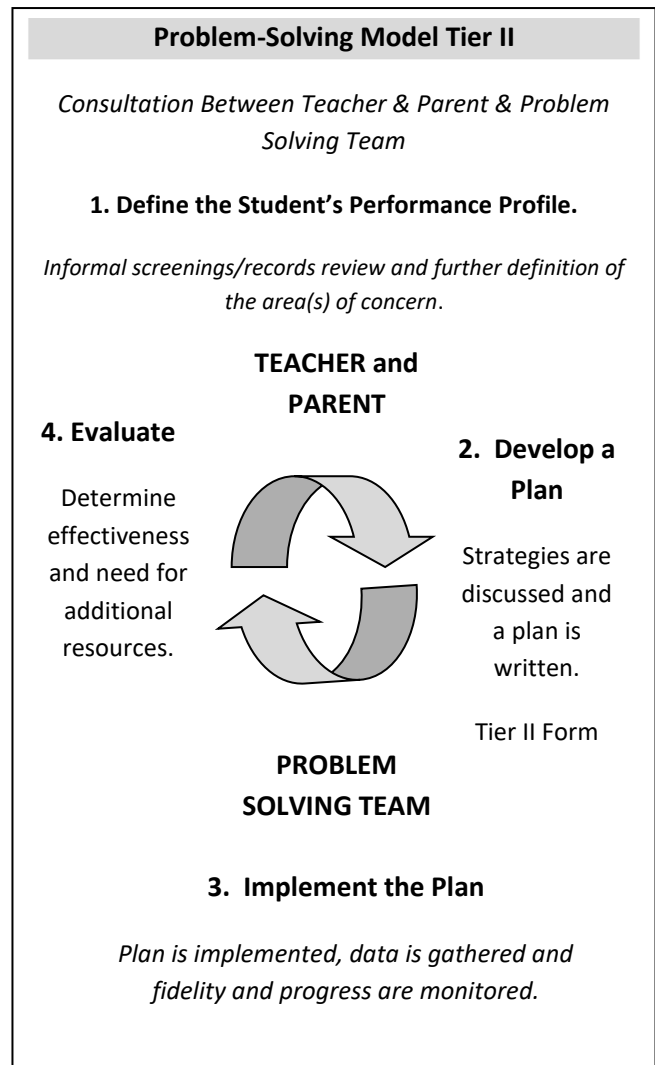 Problem-Solving Model Tier II
Consultation Between Teacher & Parent & Problem
Solving Team
1. Define the Student’s Performance Profile.
Informal screenings/records review and further definition of
the area(s) of concern.
TEACHER and
PARENT
4. Evaluate
Determine
effectiveness
and need for
additional
resources.
2. Develop a
Plan
Strategies are
discussed and
a plan is
written.
Tier II Form
PROBLEM
SOLVING TEAM
3. Implement the Plan
Plan is implemented, data is gathered and
fidelity and progress are monitored.